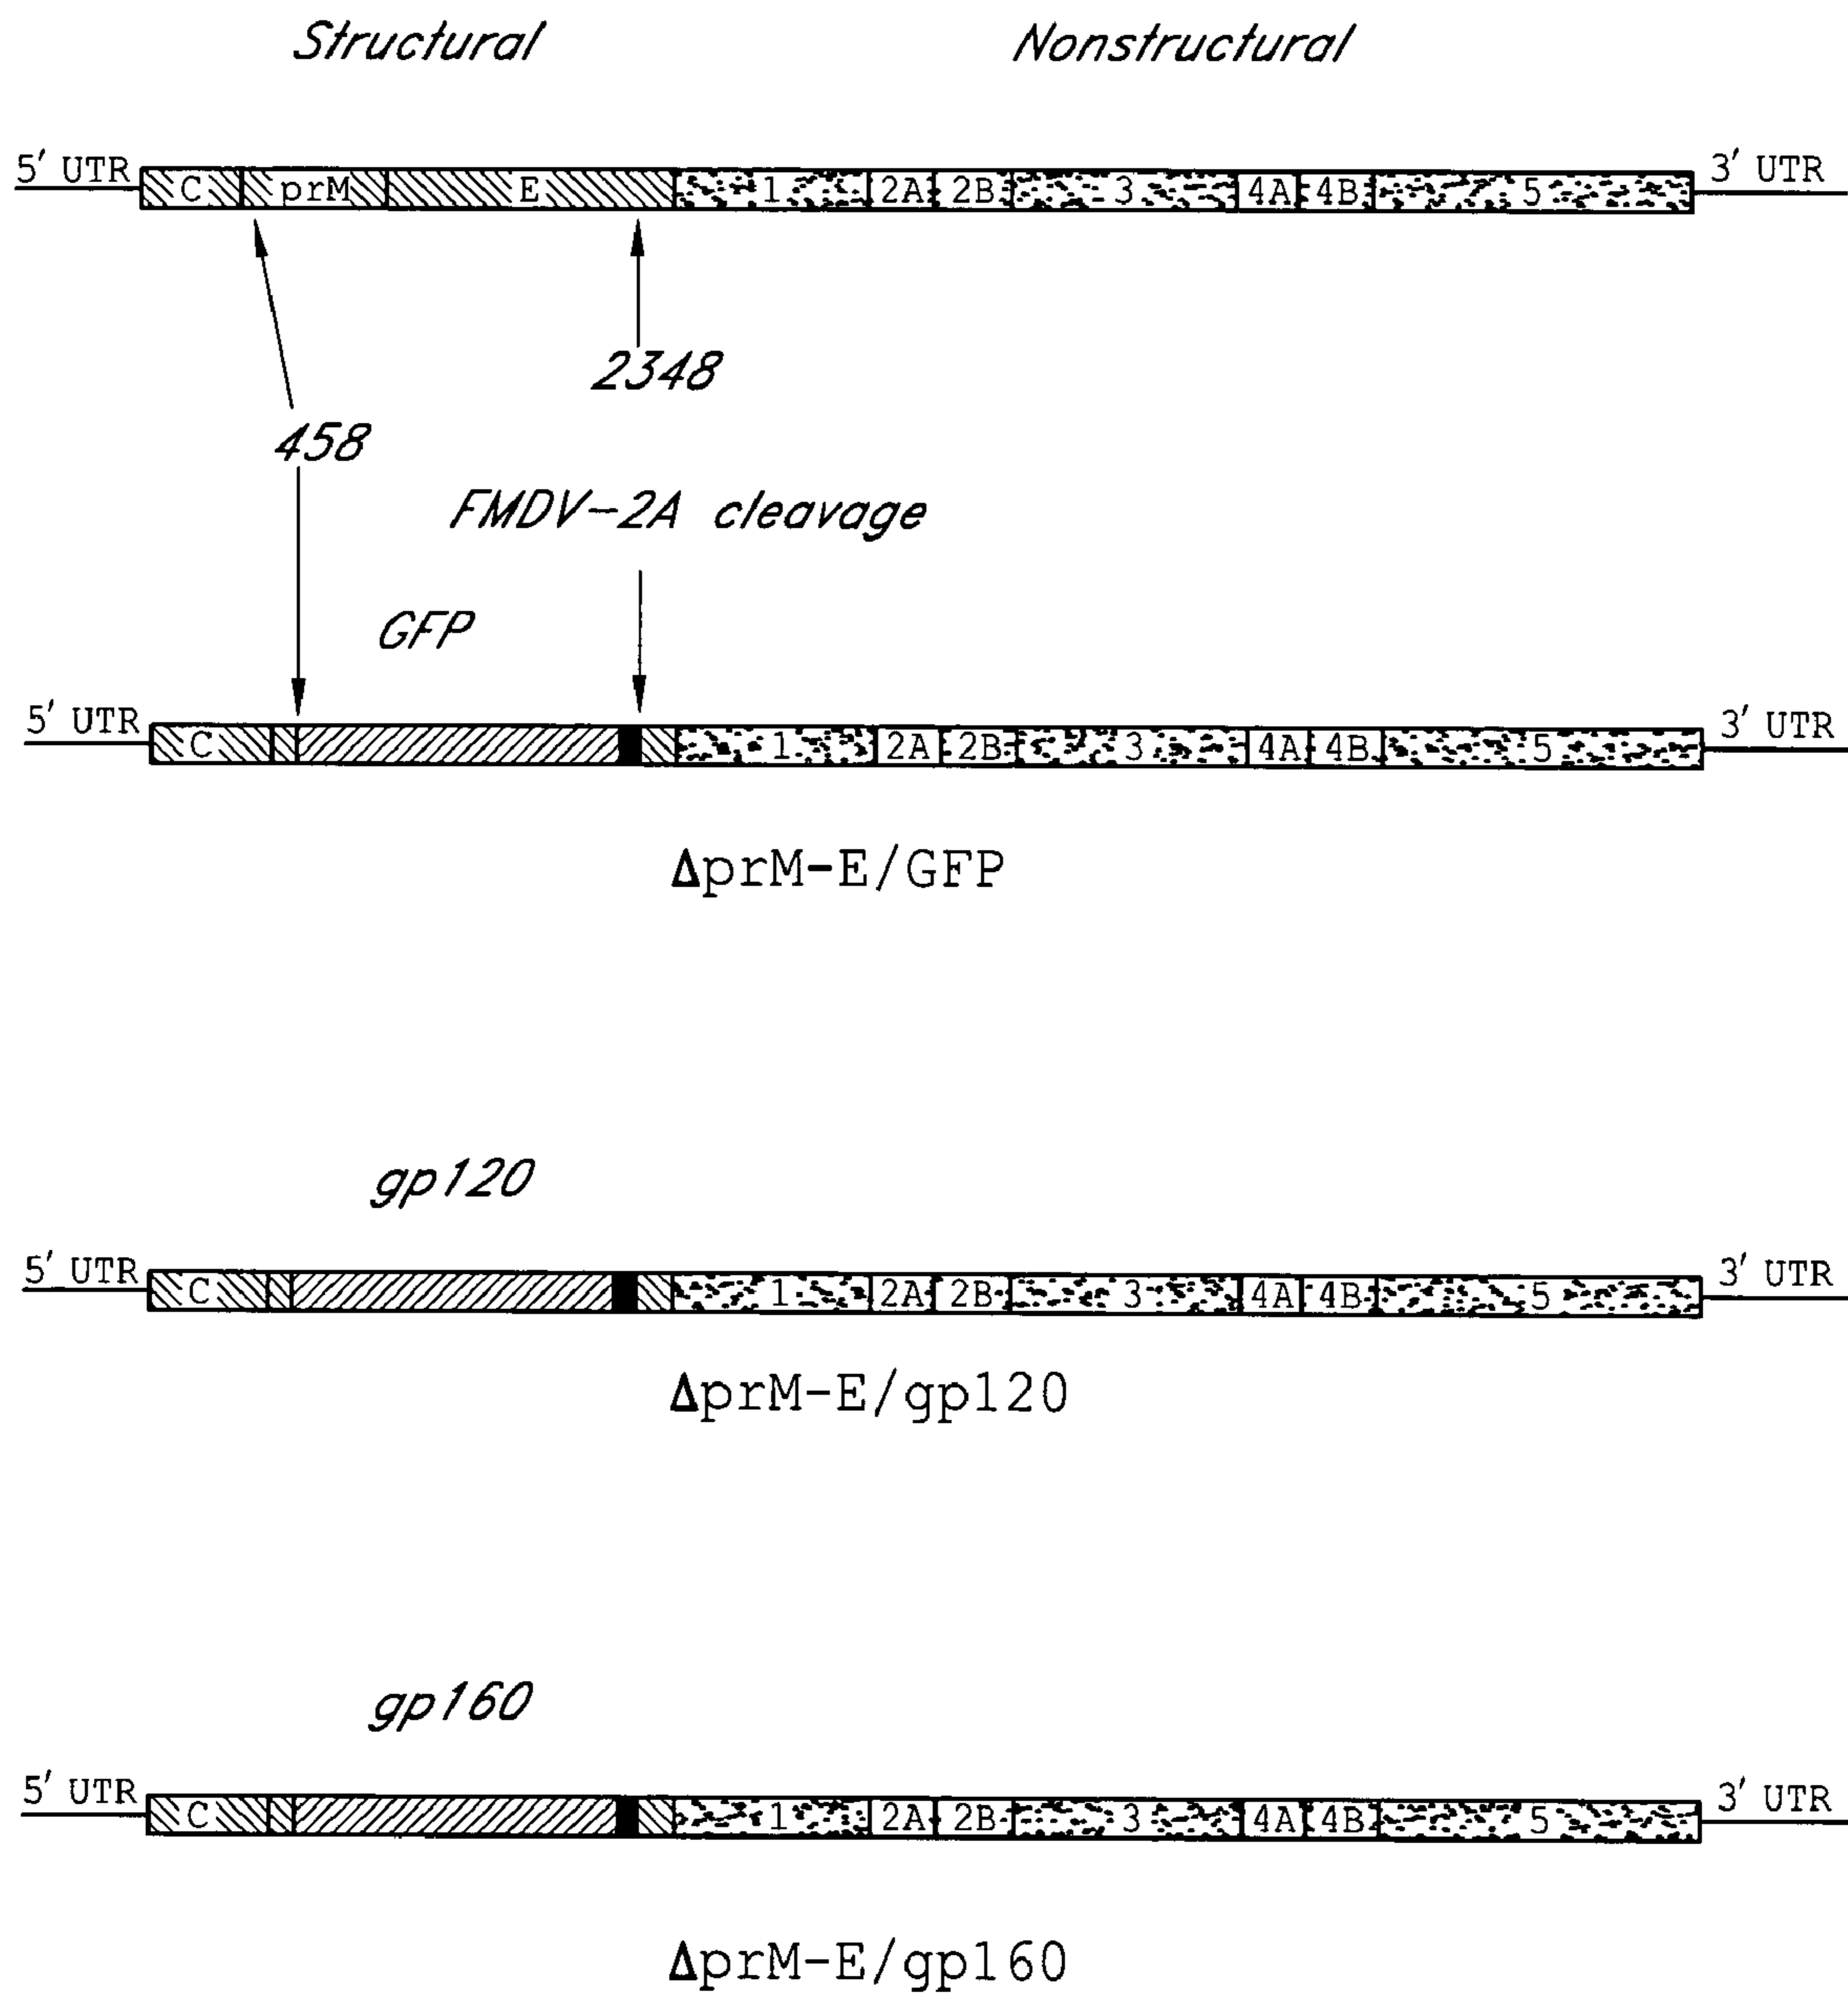 Structural Nonstructural
5' UTR C prM E 1 2A 2B 3 4A 4B 5 3' UTR
2348
458
FMDV-2A cleavage
GFP
5' UTR C 1 2A 2B 3 4A 4B 5 3' UTR
ΔprM-E/GFP
gp120
5' UTR C 1 2A 2B 3 4A 4B 5 3' UTR
ΔprM-E/gp120
gp160
5' UTR C 1 2A 2B 3 4A 4B 5 3' UTR
ΔprM-E/gp160